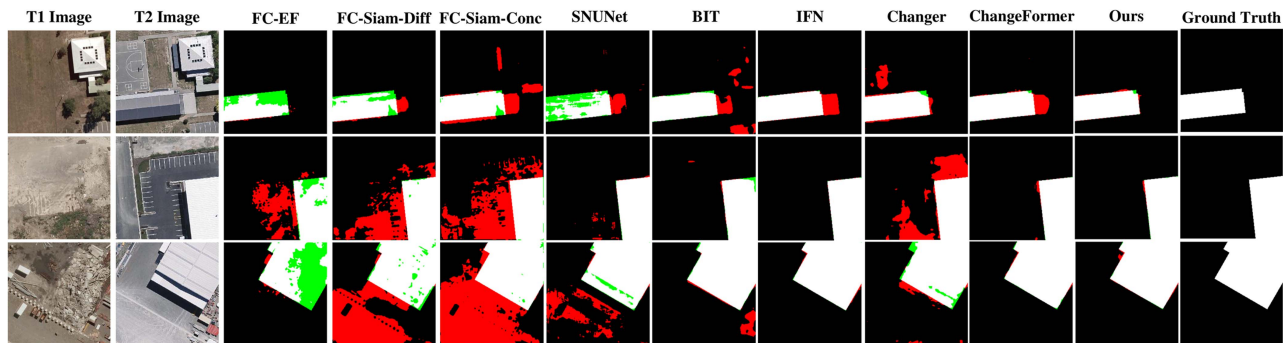 T1 Image T2 Image FC-EF FC-Siam-Diff FC-Siam-Conc SNUNet BIT IFN Changer ChangeFormer Ours Ground Truth